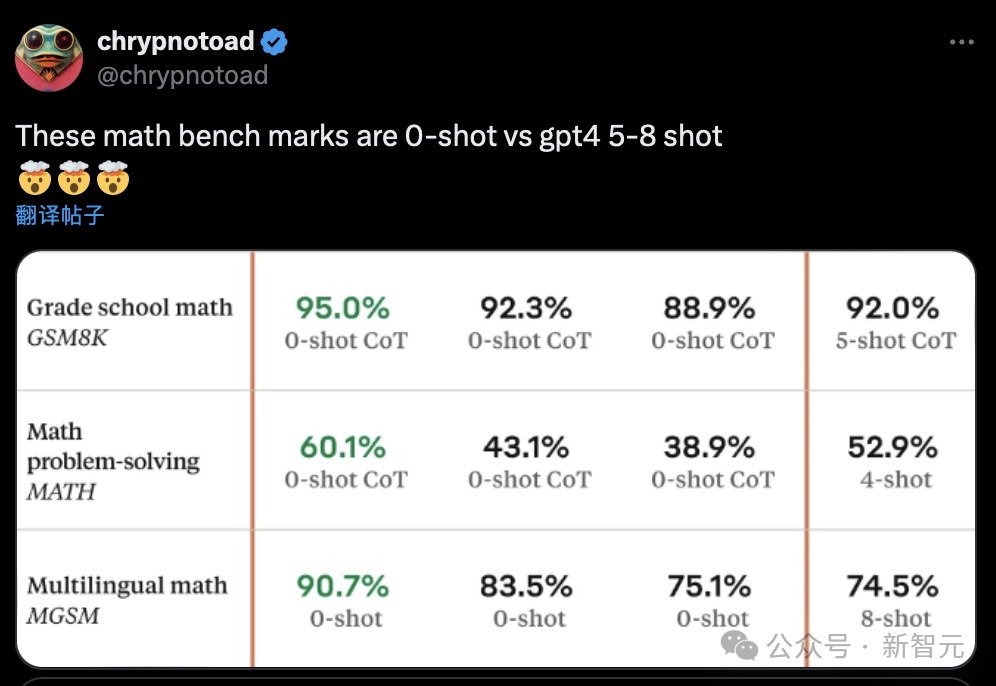 chrypnotoad
@chrypnotoad
These math bench marks are 0-shot vs gpt4 5-8 shot
🤯🤯🤯
翻译帖子
Grade school math
GSM8K
95.0%
0-shot CoT
92.3%
0-shot CoT
88.9%
0-shot CoT
92.0%
5-shot CoT
Math
problem-solving
MATH
60.1%
0-shot CoT
43.1%
0-shot CoT
38.9%
0-shot CoT
52.9%
4-shot
Multilingual math
MGSM
90.7%
0-shot
83.5%
0-shot
75.1%
0-shot
74.5%
8-shot
公众号 · 新智元